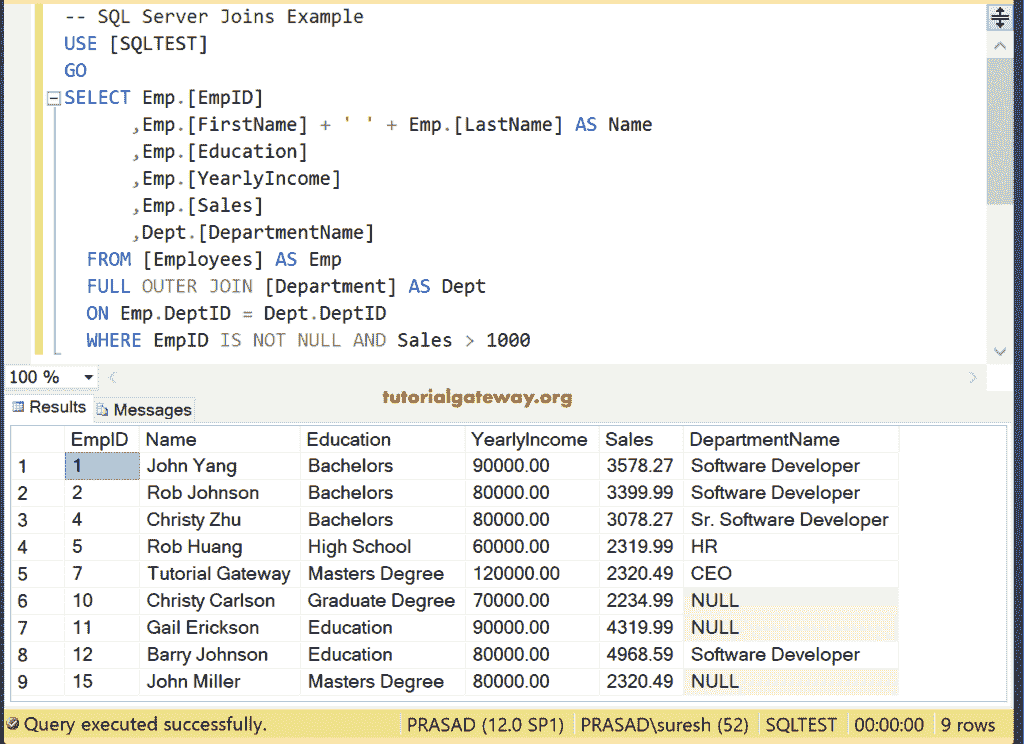 -- SQL Server Joins Example
USE [SQLTEST]
GO
SELECT Emp.[EmpID]
,Emp.[FirstName] + ' ' + Emp.[LastName] AS Name
,Emp.[Education]
,Emp.[YearlyIncome]
,Emp.[Sales]
,Dept.[DepartmentName]
FROM [Employees] AS Emp
FULL OUTER JOIN [Department] AS Dept
ON Emp.DeptID = Dept.DeptID
WHERE EmpID IS NOT NULL AND Sales > 1000
100 %
tutorialgateway.org
Results Messages
EmpID Name Education YearlyIncome Sales DepartmentName
1 1 John Yang Bachelors 90000.00 3578.27 Software Developer
2 2 Rob Johnson Bachelors 80000.00 3399.99 Software Developer
3 4 Christy Zhu Bachelors 80000.00 3078.27 Sr. Software Developer
4 5 Rob Huang High School 60000.00 2319.99 HR
5 7 Tutorial Gateway Masters Degree 120000.00 2320.49 CEO
6 10 Christy Carlson Graduate Degree 70000.00 2234.99 NULL
7 11 Gail Erickson Education 90000.00 4319.99 NULL
8 12 Barry Johnson Education 80000.00 4968.59 Software Developer
9 15 John Miller Masters Degree 80000.00 2320.49 NULL
Query executed successfully. PRASAD (12.0 SP1) PRASAD\suresh (52) SQLTEST 00:00:00 9 rows